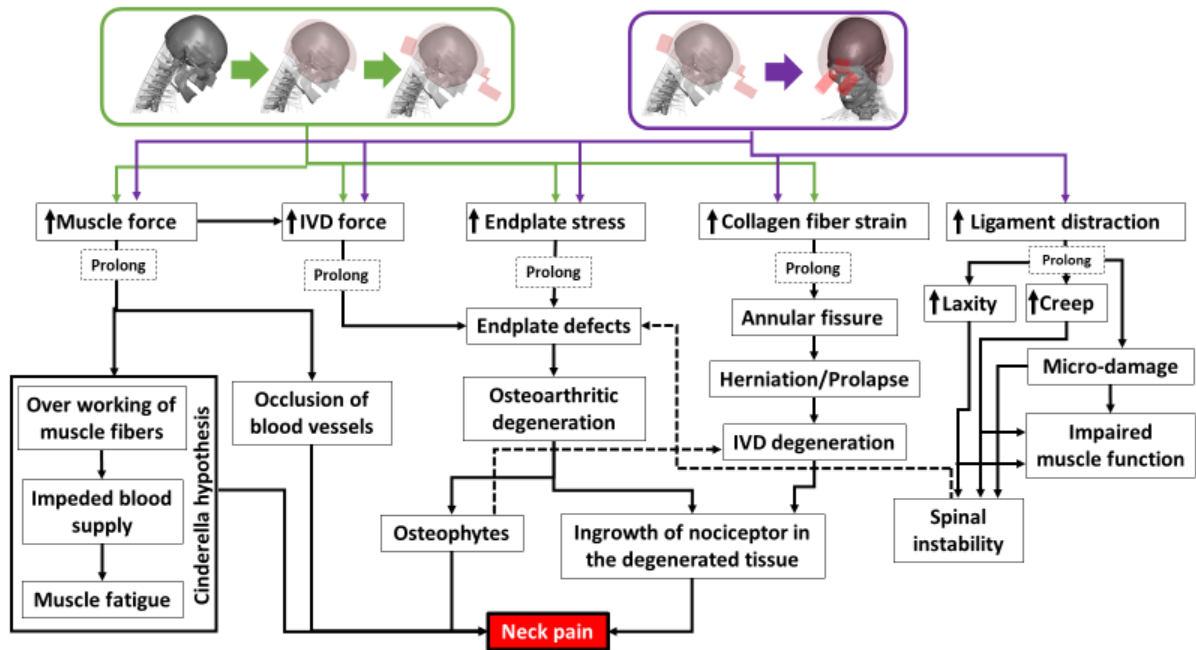 ↑Muscle force
↑IVD force
↑Endplate stress
↑Collagen fiber strain
↑Ligament distraction
Prolong
Prolong
Prolong
Prolong
Prolong
↑Laxity
↑Creep
Endplate defects
Annular fissure
Micro-damage
Over working of
muscle fibers
Occlusion of
blood vessels
Osteoarthritic
degeneration
Herniation/Prolapse
IVD degeneration
Impaired
muscle function
Impeded blood
supply
Cinderella hypothesis
Osteophytes
Ingrowth of nociceptor in
the degenerated tissue
Spinal
instability
Muscle fatigue
Neck pain